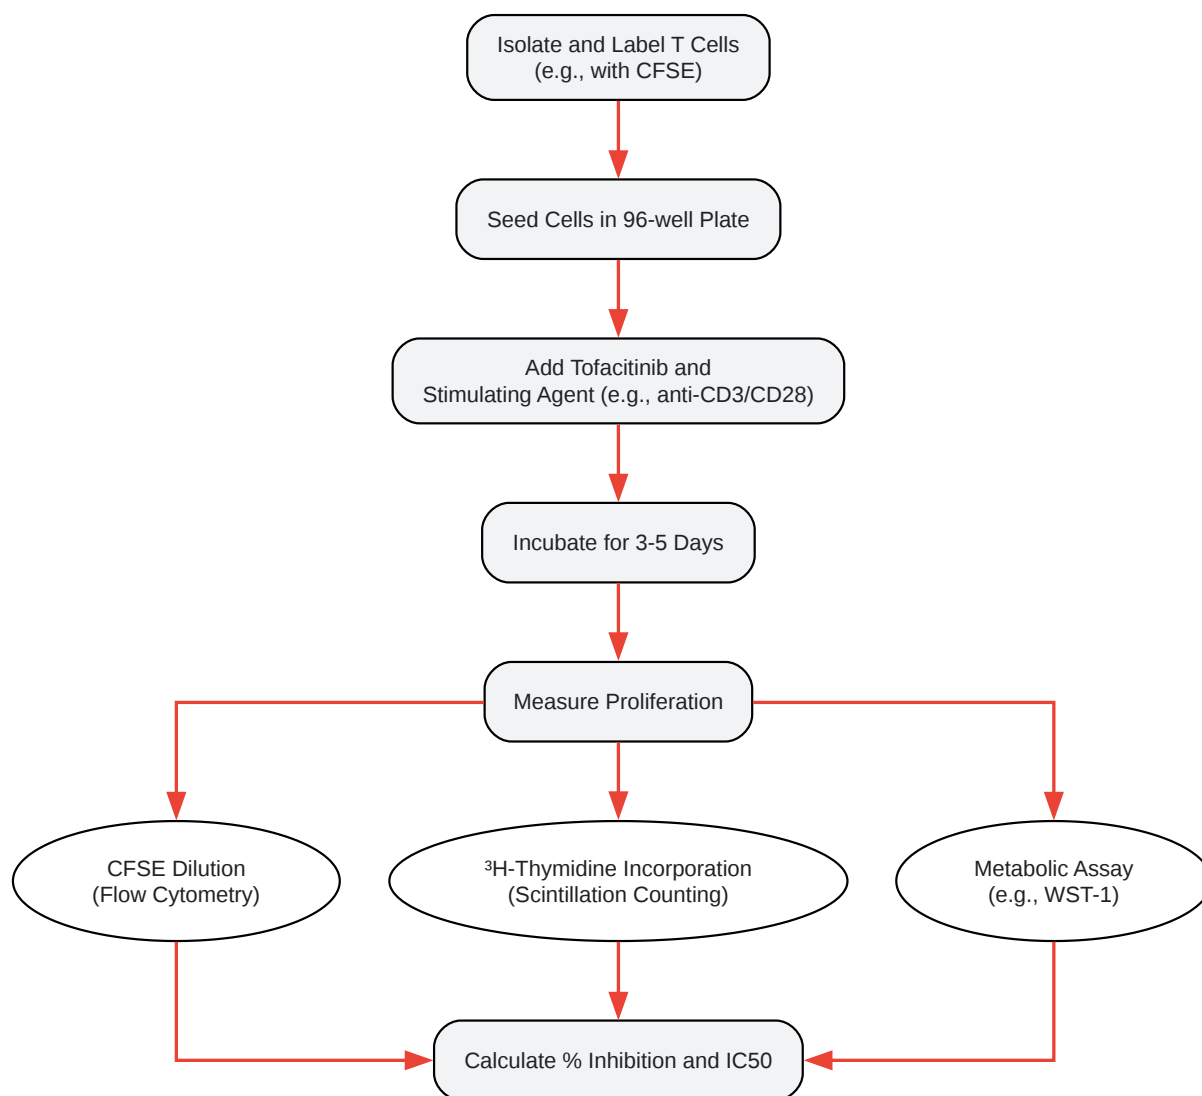 Isolate and Label T Cells
(e.g., with CFSE)
Seed Cells in 96-well Plate
Add Tofacitinib and
Stimulating Agent (e.g., anti-CD3/CD28)
Incubate for 3-5 Days
Measure Proliferation
CFSE Dilution
(Flow Cytometry)
³H-Thymidine Incorporation
(Scintillation Counting)
Metabolic Assay
(e.g., WST-1)
Calculate % Inhibition and IC50